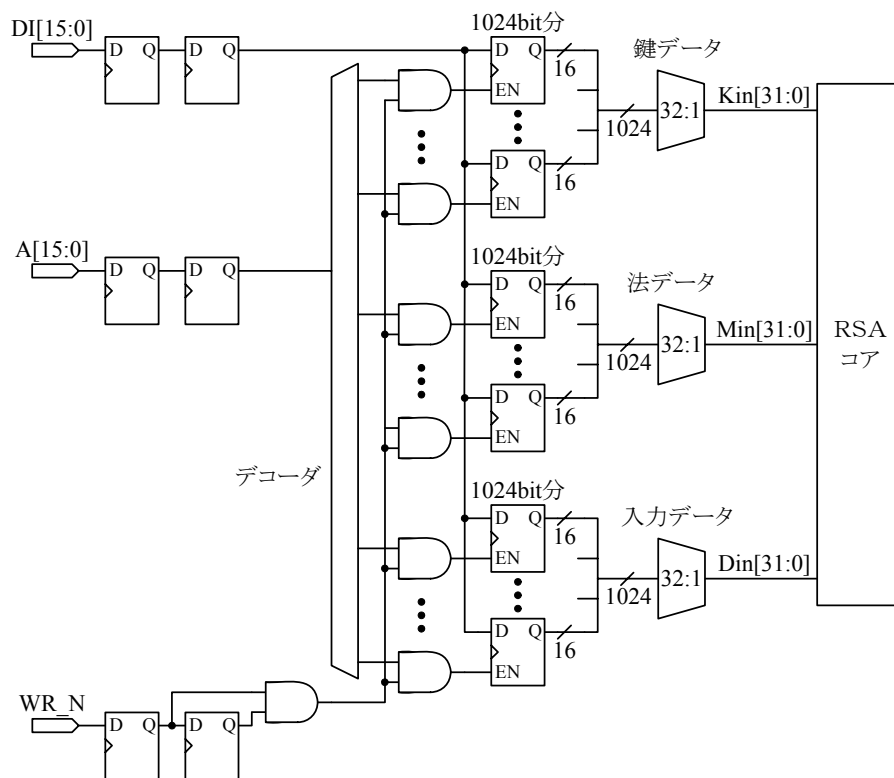 DI[15:0]
D Q
D Q
1024bit分
D Q
EN
16
D Q
EN
16
1024
32:1
鍵データ
Kin[31:0]
A[15:0]
D Q
D Q
1024bit分
D Q
EN
16
D Q
EN
16
1024
32:1
法データ
Min[31:0]
RSA
コア
デコーダ
1024bit分
D Q
EN
16
D Q
EN
16
1024
32:1
入力データ
Din[31:0]
WR_N
D Q
D Q